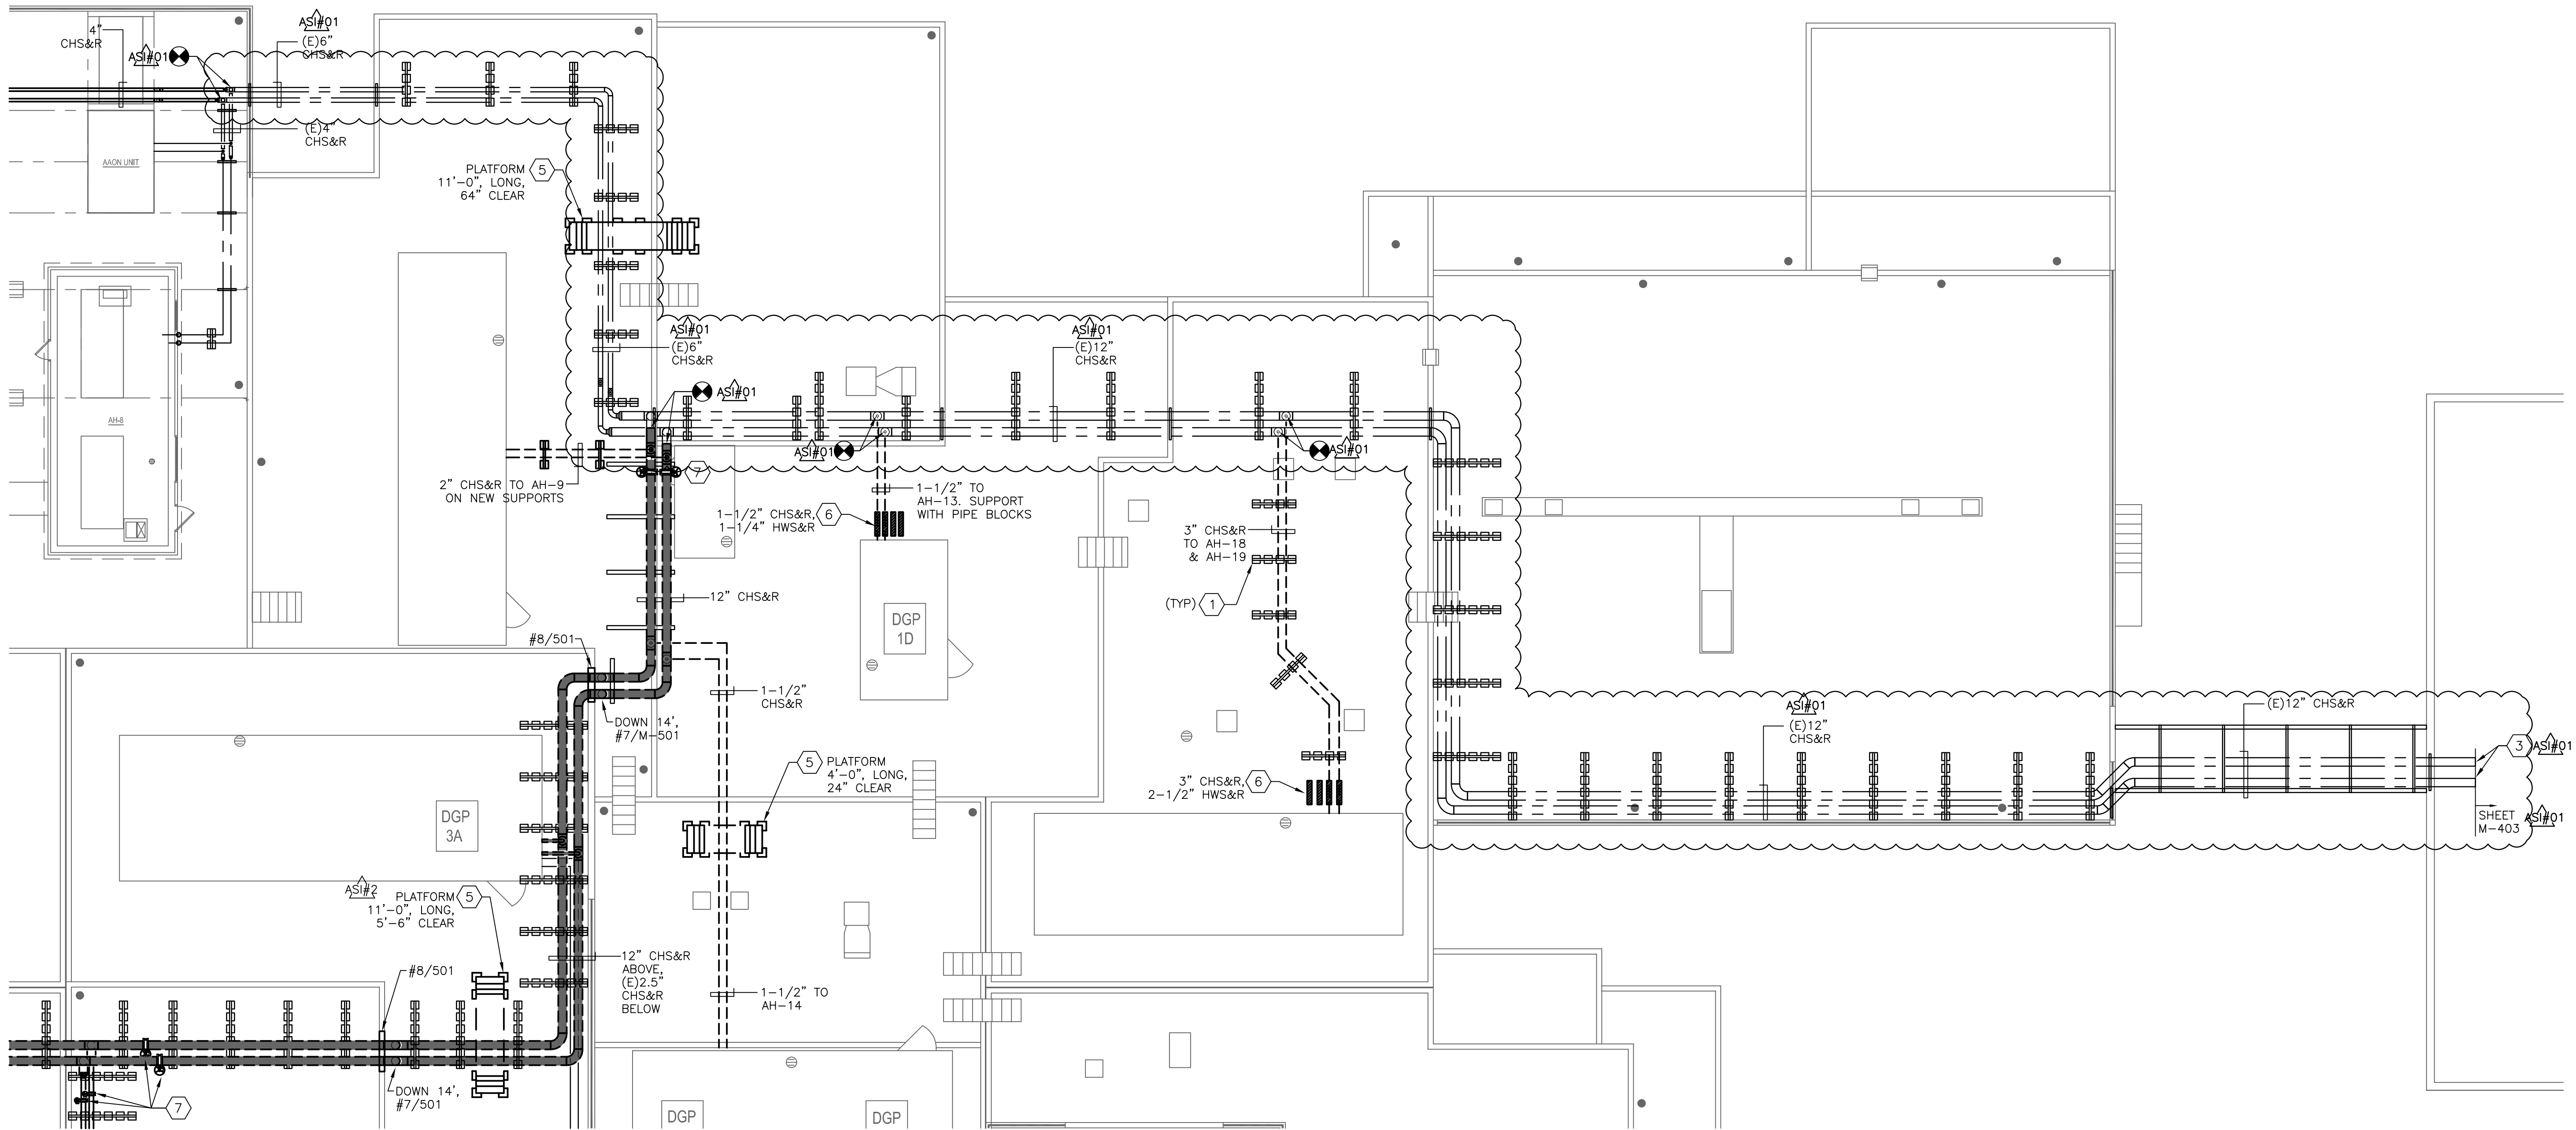 4"
CHS&R
ASI#01
ASI#01
(E)6"
CHS&R
(E)4"
CHS&R
AAON UNIT
PLATFORM
11'-0", LONG,
64" CLEAR
5
AH-8
ASI#01
(E)6"
CHS&R
ASI#01
ASI#01
(E)12"
CHS&R
ASI#01
ASI#01
2" CHS&R TO AH-9
ON NEW SUPPORTS
7
1-1/2" TO
AH-13. SUPPORT
WITH PIPE BLOCKS
1-1/2" CHS&R,
1-1/4" HWS&R
6
3" CHS&R
TO AH-18
& AH-19
(TYP)
1
12" CHS&R
DGP
1D
#8/501
1-1/2"
CHS&R
DOWN 14',
#7/M-501
5
PLATFORM
4'-0", LONG,
24" CLEAR
3" CHS&R,
2-1/2" HWS&R
6
ASI#01
(E)12"
CHS&R
(E)12" CHS&R
3
ASI#01
SHEET
M-403
ASI#01
DGP
3A
ASI#2
PLATFORM
11'-0", LONG,
5'-6" CLEAR
5
#8/501
12" CHS&R
ABOVE,
(E)2.5"
CHS&R
BELOW
1-1/2" TO
AH-14
DOWN 14',
#7/501
7
DGP
DGP